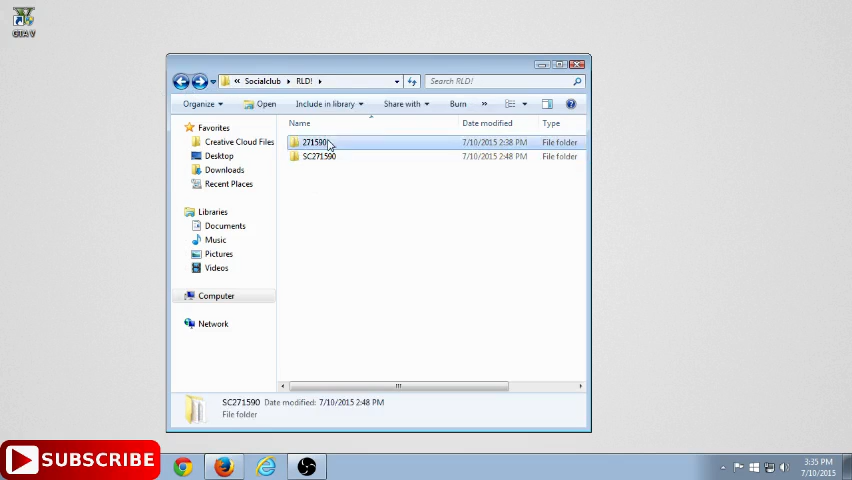 GTA V
Socialclub
RLD!
Search RLD!
Organize
Open
Include in library
Share with
Burn
»
Name
Date modified
Type
271590
7/10/2015 2:38 PM
File folder
SC271590
7/10/2015 2:48 PM
File folder
Favorites
Creative Cloud Files
Desktop
Downloads
Recent Places
Libraries
Documents
Music
Pictures
Videos
Computer
Network
SC271590 Date modified: 7/10/2015 2:48 PM
File folder
SUBSCRIBE
3:35 PM
7/10/2015